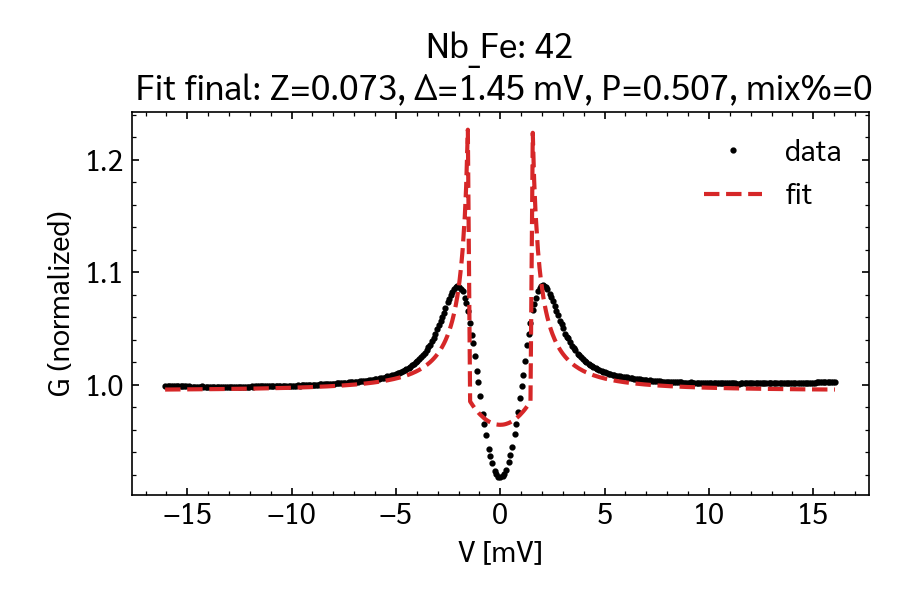 Nb_Fe: 42
Fit final: Z=0.073, Δ=1.45 mV, P=0.507, mix%=0
data
fit
1.2
1.1
1.0
G (normalized)
−15 −10 −5 0 5 10 15
V [mV]